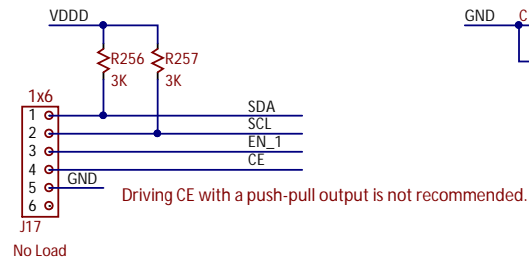 VDDD
GND C
R256 R257
3K 3K
1x6
1 SDA
2 SCL
3 EN_1
4 CE
5 GND
6
Driving CE with a push-pull output is not recommended.
J17
No Load